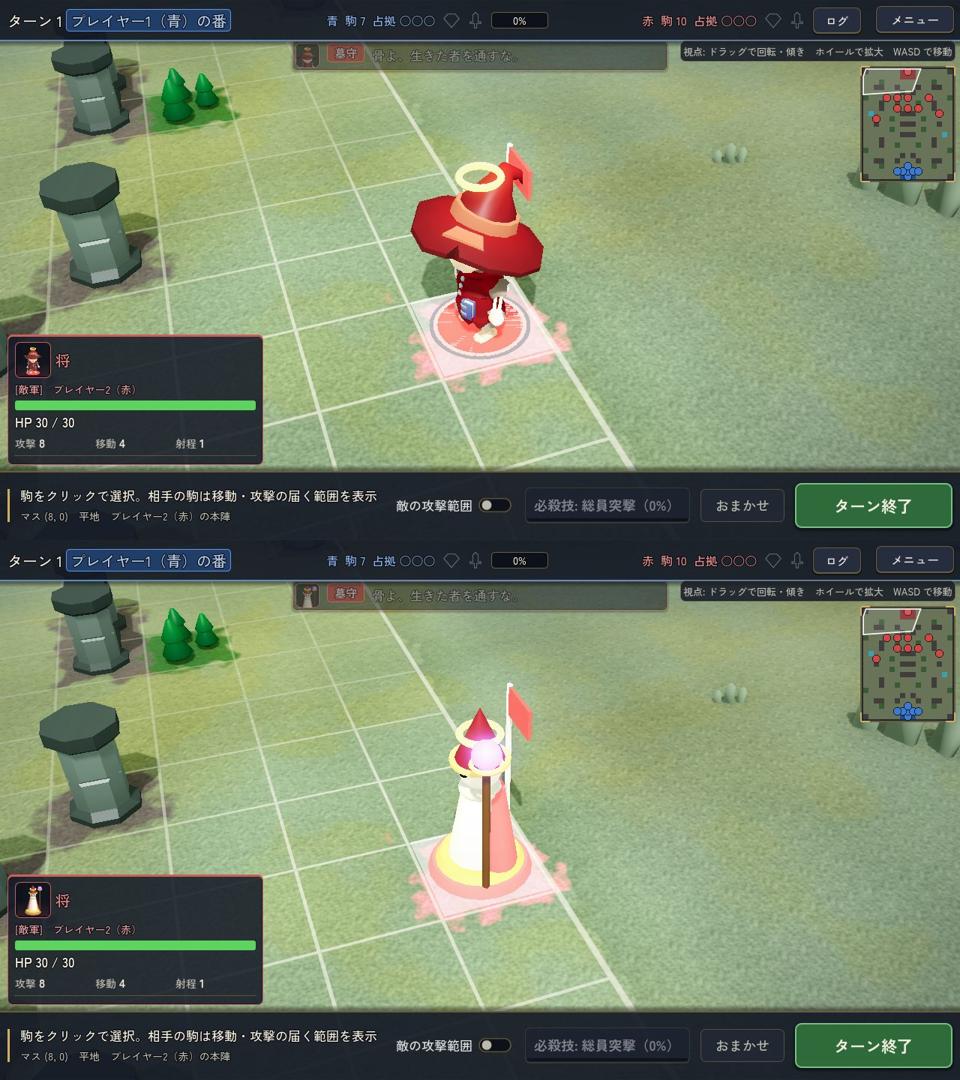 ターン 1 プレイヤー1（青）の番 青 駒 7 占拠 〇〇〇 0% 赤 駒 10 占拠 〇〇〇 ログ メニュー
墓守 骨よ、生きた者を通すな。
視点: ドラッグで回転・傾き ホイールで拡大 WASD で移動
将
[敵軍] プレイヤー2（赤）
HP 30 / 30
攻撃 8 移動 4 射程 1
駒をクリックで選択。相手の駒は移動・攻撃の届く範囲を表示
マス (8, 0) 平地 プレイヤー2（赤）の本陣
敵の攻撃範囲 必殺技: 総員突撃（0%） おまかせ ターン終了
ターン 1 プレイヤー1（青）の番 青 駒 7 占拠 〇〇〇 0% 赤 駒 10 占拠 〇〇〇 ログ メニュー
墓守 骨よ、生きた者を通すな。
視点: ドラッグで回転・傾き ホイールで拡大 WASD で移動
将
[敵軍] プレイヤー2（赤）
HP 30 / 30
攻撃 8 移動 4 射程 1
駒をクリックで選択。相手の駒は移動・攻撃の届く範囲を表示
マス (8, 0) 平地 プレイヤー2（赤）の本陣
敵の攻撃範囲 必殺技: 総員突撃（0%） おまかせ ターン終了